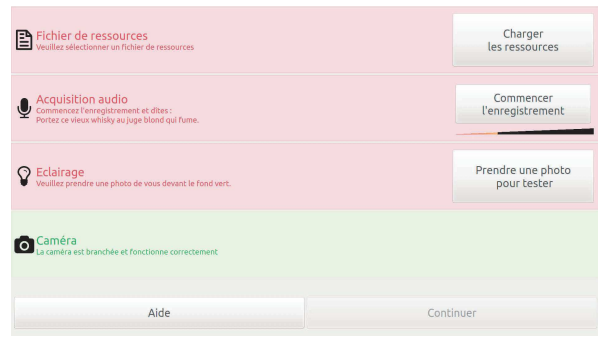 Fichier de ressources
Veuillez sélectionner un fichier de ressources
Charger
les ressources
Acquisition audio
Commencez l'enregistrement et dites :
Portez ce vieux whisky au juge blond qui fume.
Commencer
l'enregistrement
Eclairage
Veuillez prendre une photo de vous devant le fond vert.
Prendre une photo
pour tester
Caméra
La caméra est branchée et fonctionne correctement
Aide
Continuer